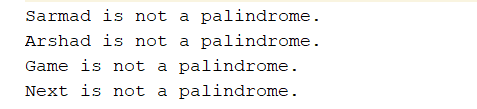 Sarmad is not a palindrome.
Arshad is not a palindrome.
Game is not a palindrome.
Next is not a palindrome.